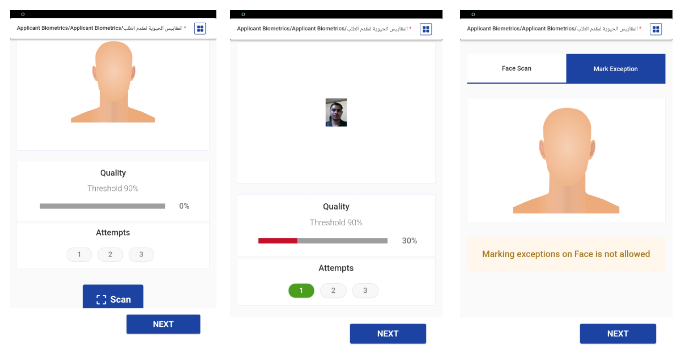 Applicant Biometrics/Applicant Biometrics/المقاييس الحيوية لمقدم الطلب *
Quality
Threshold 90%
0%
Attempts
1 2 3
Scan
NEXT
Applicant Biometrics/Applicant Biometrics/المقاييس الحيوية لمقدم الطلب *
Quality
Threshold 90%
30%
Attempts
1 2 3
NEXT
Applicant Biometrics/Applicant Biometrics/المقاييس الحيوية لمقدم الطلب *
Face Scan Mark Exception
Marking exceptions on Face is not allowed
NEXT